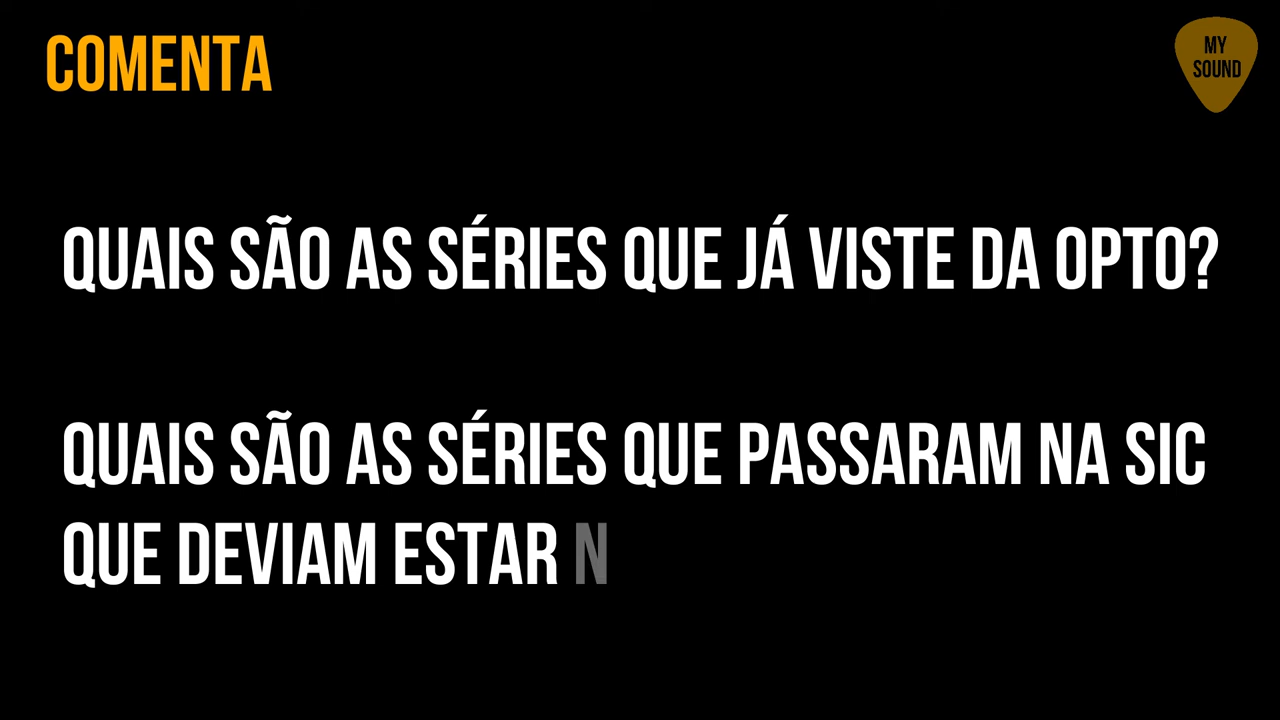 COMENTA
MY
SOUND
QUAIS SÃO AS SÉRIES QUE JÁ VISTE DA OPTO?
QUAIS SÃO AS SÉRIES QUE PASSARAM NA SIC
QUE DEVIAM ESTAR N